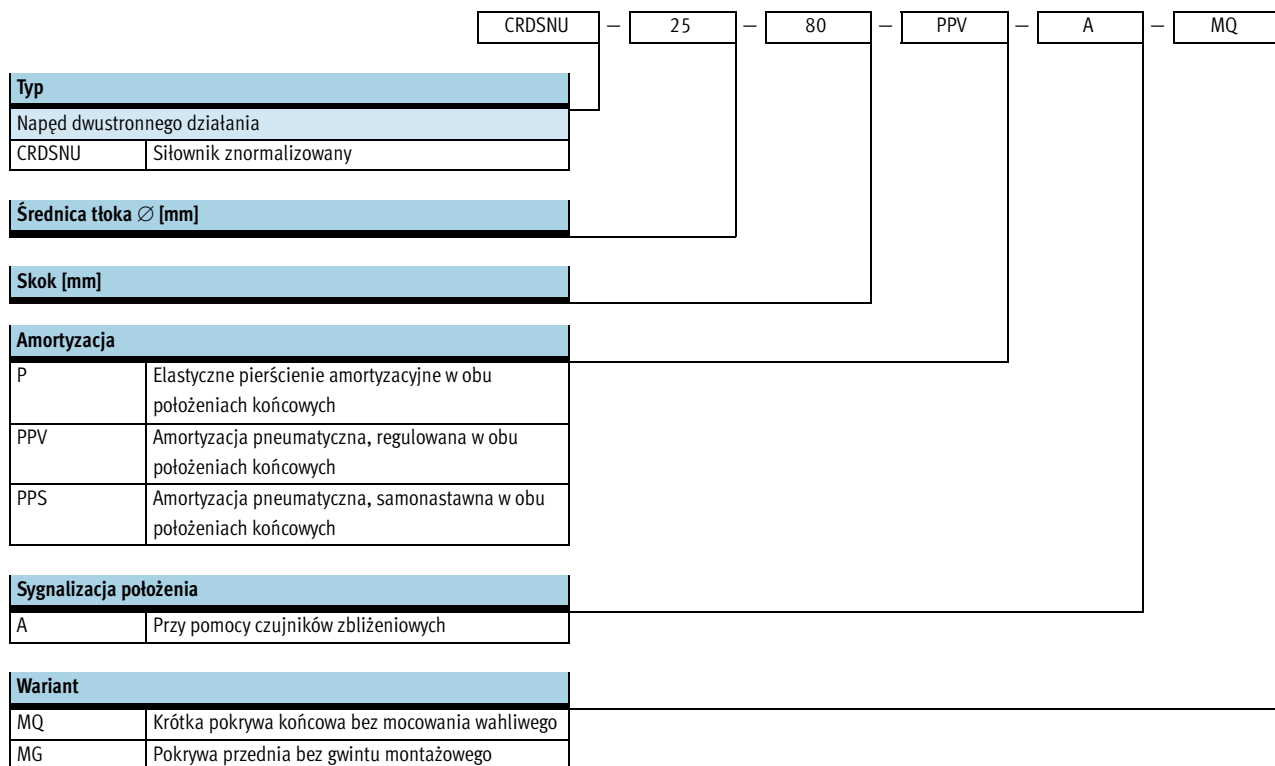 CRDSNU – 25 – 80 – PPV – A – MQ
Typ
Napęd dwustronnego działania
CRDSNU Siłownik znormalizowany
Średnica tłoka ∅ [mm]
Skok [mm]
Amortyzacja
P Elastyczne pierścienie amortyzacyjne w obu
położeniach końcowych
PPV Amortyzacja pneumatyczna, regulowana w obu
położeniach końcowych
PPS Amortyzacja pneumatyczna, samonastawna w obu
położeniach końcowych
Sygnalizacja położenia
A Przy pomocy czujników zbliżeniowych
Wariant
MQ Krótka pokrywa końcowa bez mocowania wahliwego
MG Pokrywa przednia bez gwintu montażowego